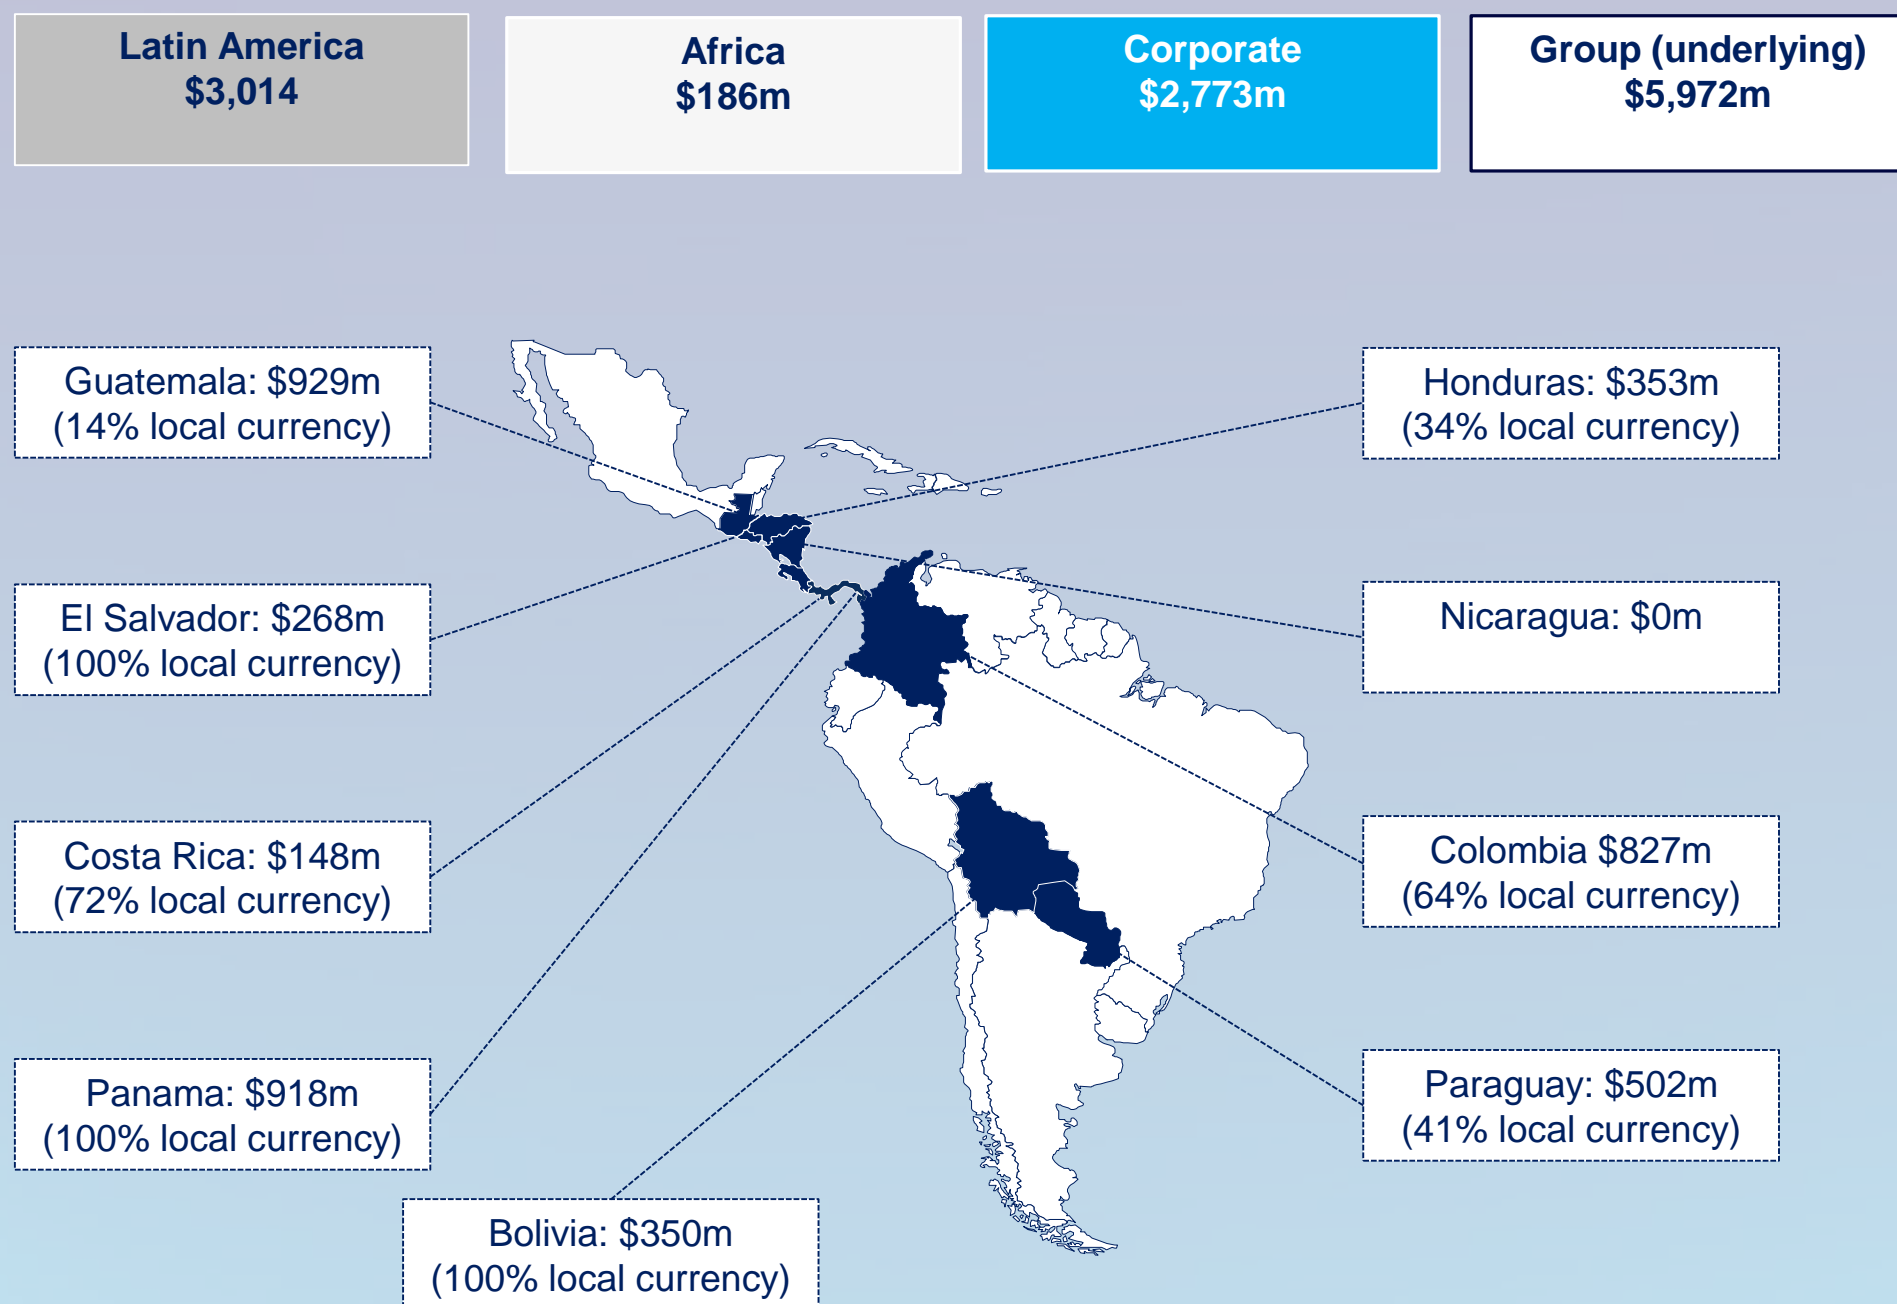 Latin America
$3,014
Africa
$186m
Corporate
$2,773m
Group (underlying)
$5,972m
Guatemala: $929m
(14% local currency)
Honduras: $353m
(34% local currency)
El Salvador: $268m
(100% local currency)
Nicaragua: $0m
Costa Rica: $148m
(72% local currency)
Colombia $827m
(64% local currency)
Panama: $918m
(100% local currency)
Paraguay: $502m
(41% local currency)
Bolivia: $350m
(100% local currency)